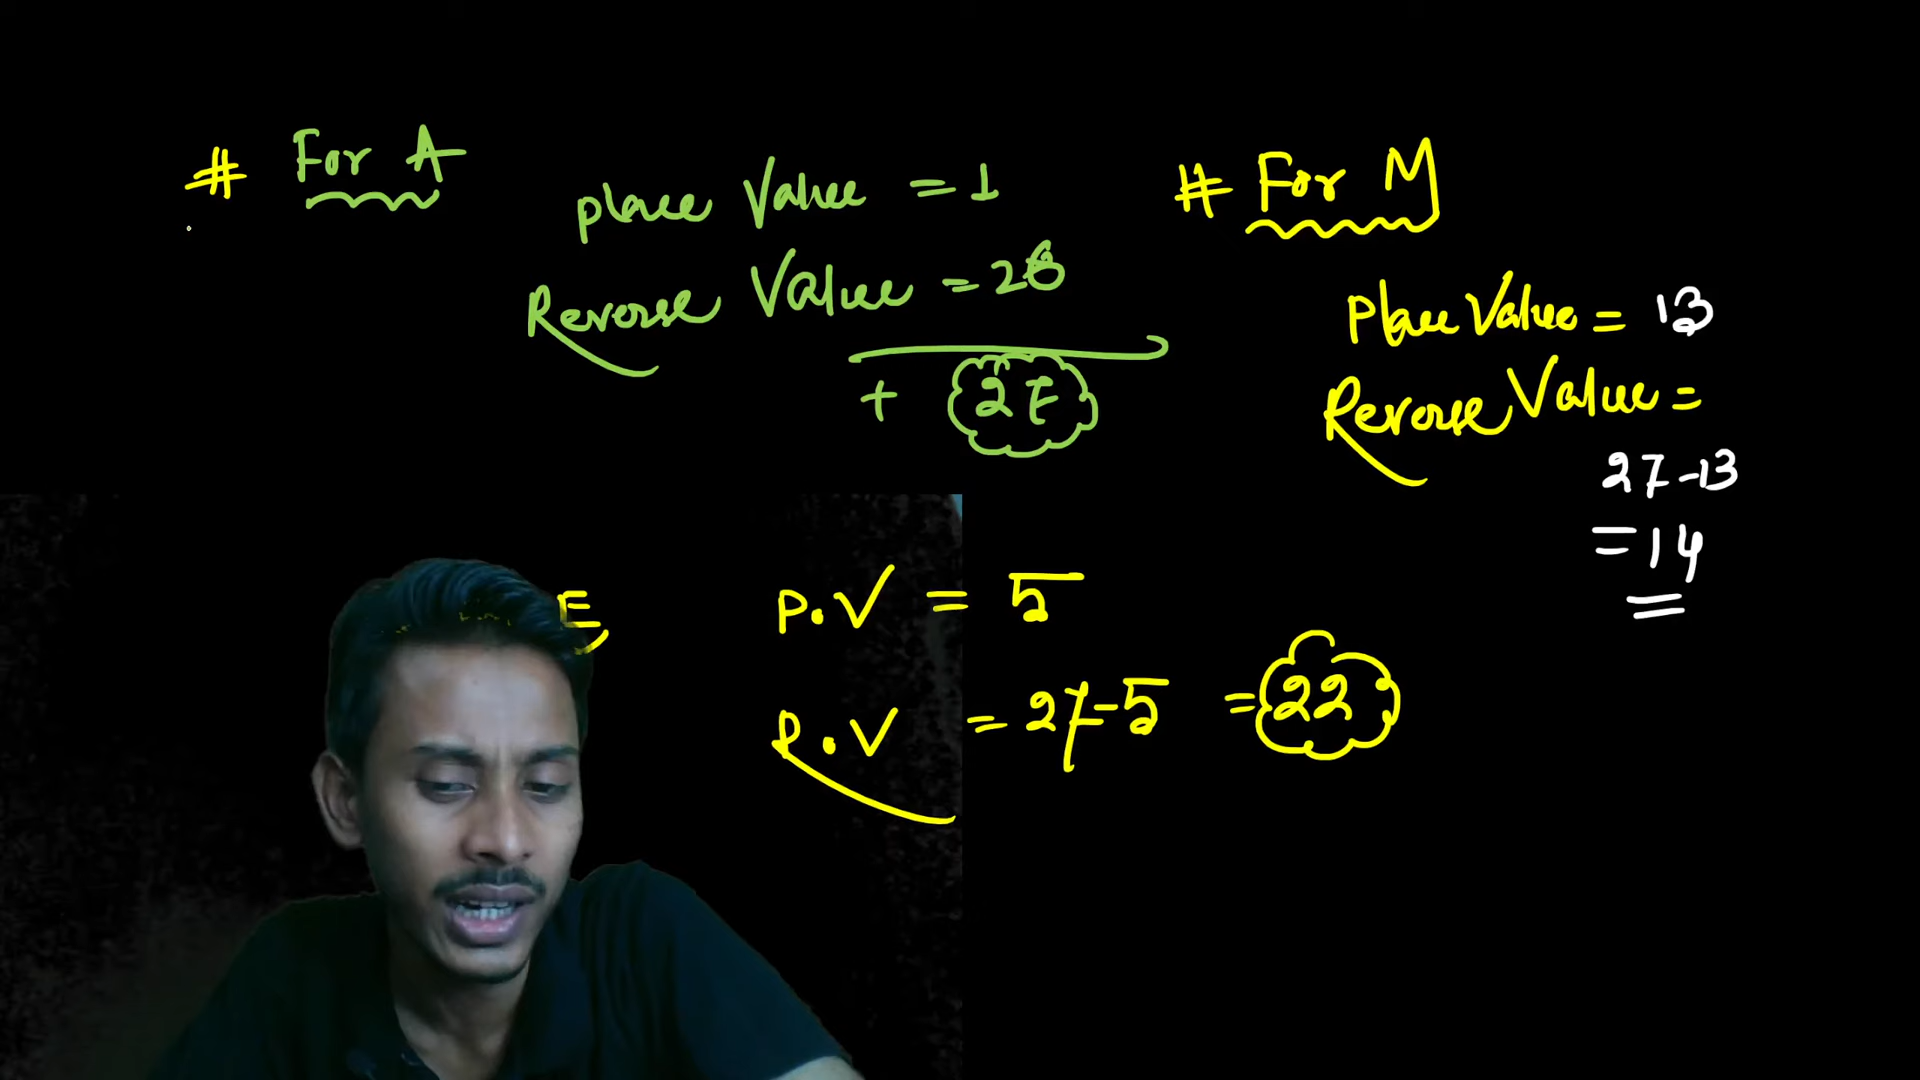 # For A
Place Value = 1
Reverse Value = 26
+ 27
# For M
Place Value = 13
Reverse Value =
27-13
= 14
E
P.V = 5
R.V = 27-5 = 22